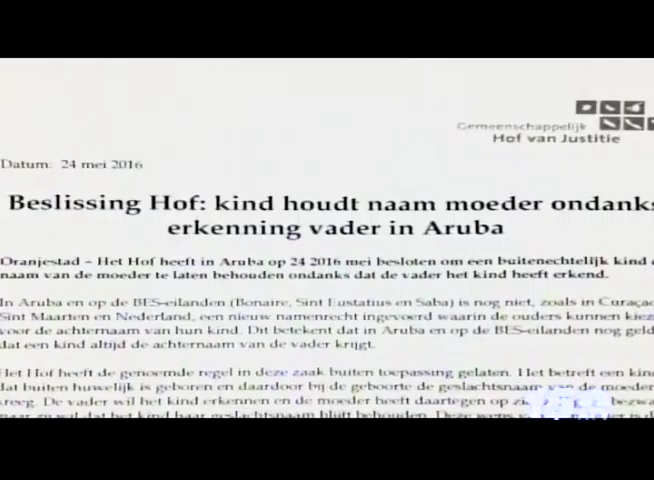 Gemeenschappelijk
Hof van Justitie
Datum: 24 mei 2016
Beslissing Hof: kind houdt naam moeder ondanks
erkenning vader in Aruba
Oranjestad – Het Hof heeft in Aruba op 24 2016 mei besloten om een buitenechtelijk kind
naam van de moeder te laten behouden ondanks dat de vader het kind heeft erkend.
In Aruba en op de BES-eilanden (Bonaire, Sint Eustatius en Saba) is nog niet, zoals in Curaçao
Sint Maarten en Nederland, een nieuw namenrecht ingevoerd waarin de ouders kunnen kiez
voor de achternaam van hun kind. Dit betekent dat in Aruba en op de BES-eilanden nog geld
dat een kind altijd de achternaam van de vader krijgt.
Het Hof heeft de genoemde regel in deze zaak buiten toepassing gelaten. Het betreft een kin
dat buiten huwelijk is geboren en daardoor bij de geboorte de geslachtsnaam van de moeder
kreeg. De vader wil het kind erkennen en de moeder heeft daartegen op
dat het kind haar geslachtsnaam blijft behouden. Deze wens